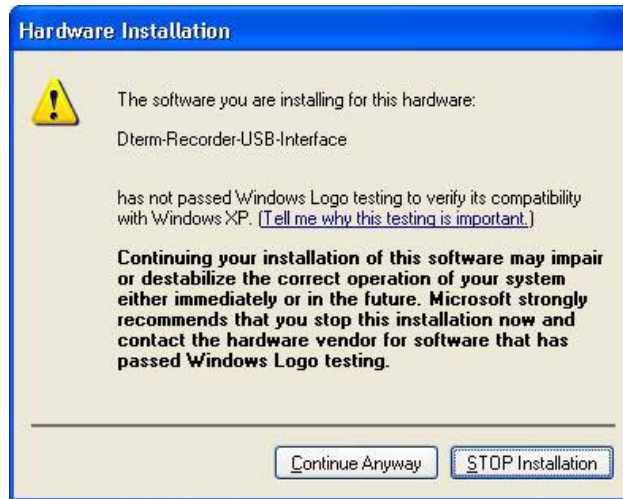 Hardware Installation
The software you are installing for this hardware:
Dterm-Recorder-USB-Interface
has not passed Windows Logo testing to verify its compatibility
with Windows XP. (Tell me why this testing is important.)
Continuing your installation of this software may impair
or destabilize the correct operation of your system
either immediately or in the future. Microsoft strongly
recommends that you stop this installation now and
contact the hardware vendor for software that has
passed Windows Logo testing.
Continue Anyway
STOP Installation